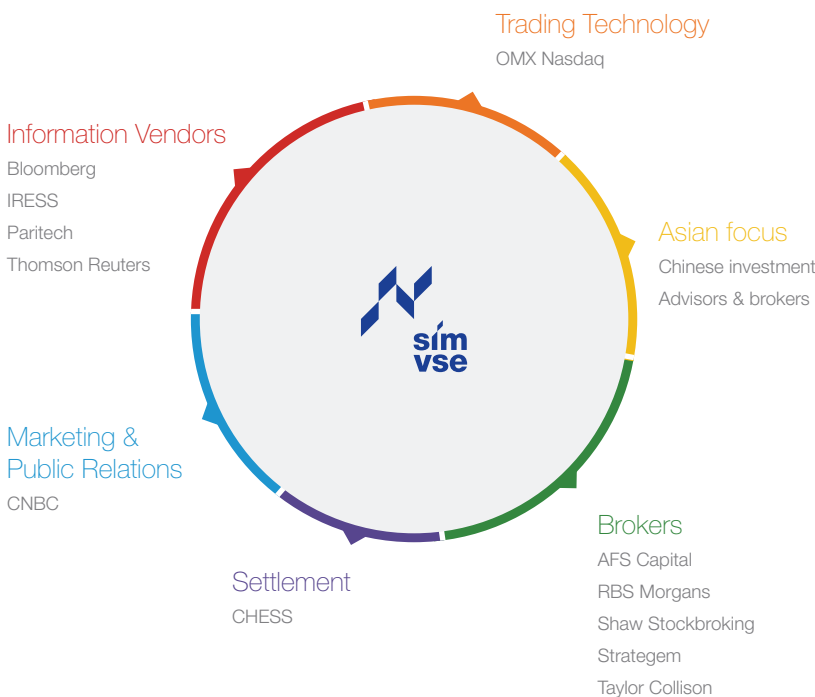 Trading Technology
OMX Nasdaq
Information Vendors
Bloomberg
IRESS
Paritech
Thomson Reuters
Asian focus
Chinese investment
Advisors & brokers
sim
vse
Marketing &
Public Relations
CNBC
Settlement
CHESS
Brokers
AFS Capital
RBS Morgans
Shaw Stockbroking
Strategem
Taylor Collison